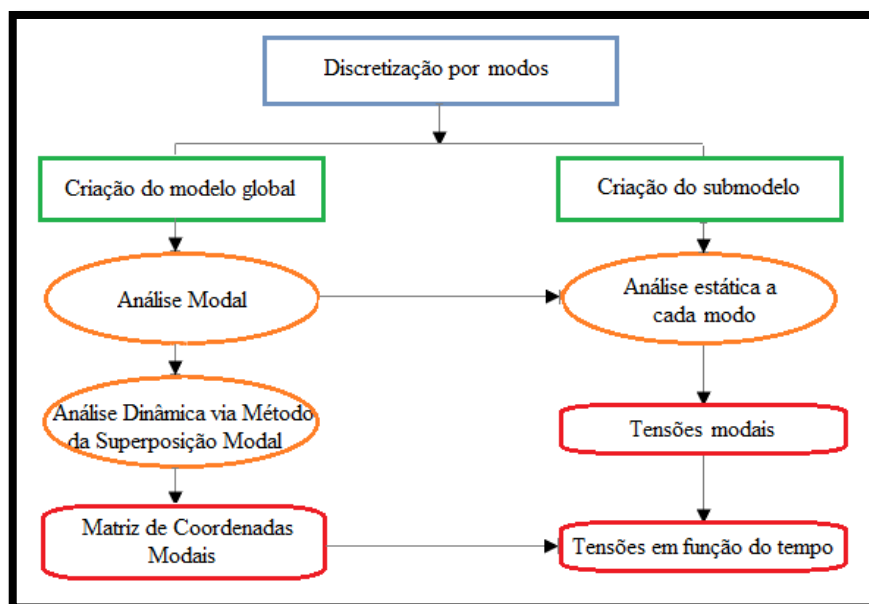 Discretização por modos
Criação do modelo global
Criação do submodelo
Análise Modal
Análise estática a
cada modo
Análise Dinâmica via Método
da Superposição Modal
Tensões modais
Matriz de Coordenadas
Modais
Tensões em função do tempo